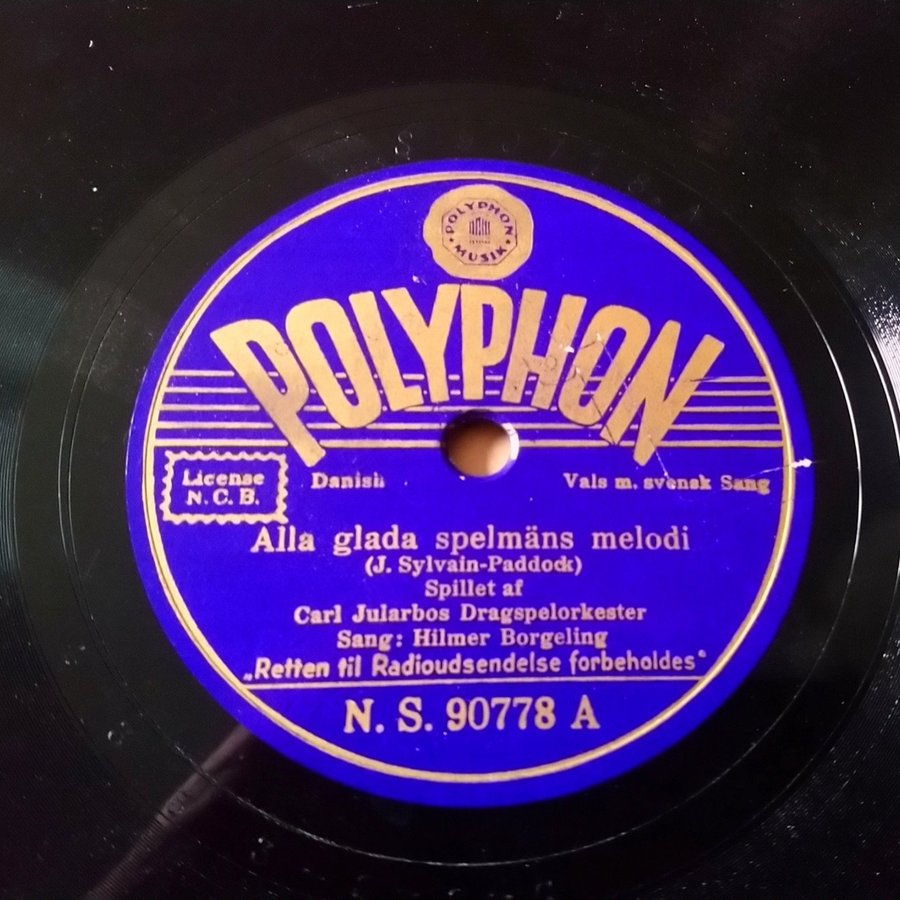 POLYPHON
MUSIK
POLYPHON
License
N. C. B.
Danish
Vals m. svensk Sang
Alla glada spelmäns melodi
(J. Sylvain-Paddock)
Spillet af
Carl Jularbos Dragspelorkester
Sang: Hilmer Borgeling
„Retten til Radioudsendelse forbeholdes“
N. S. 90778 A